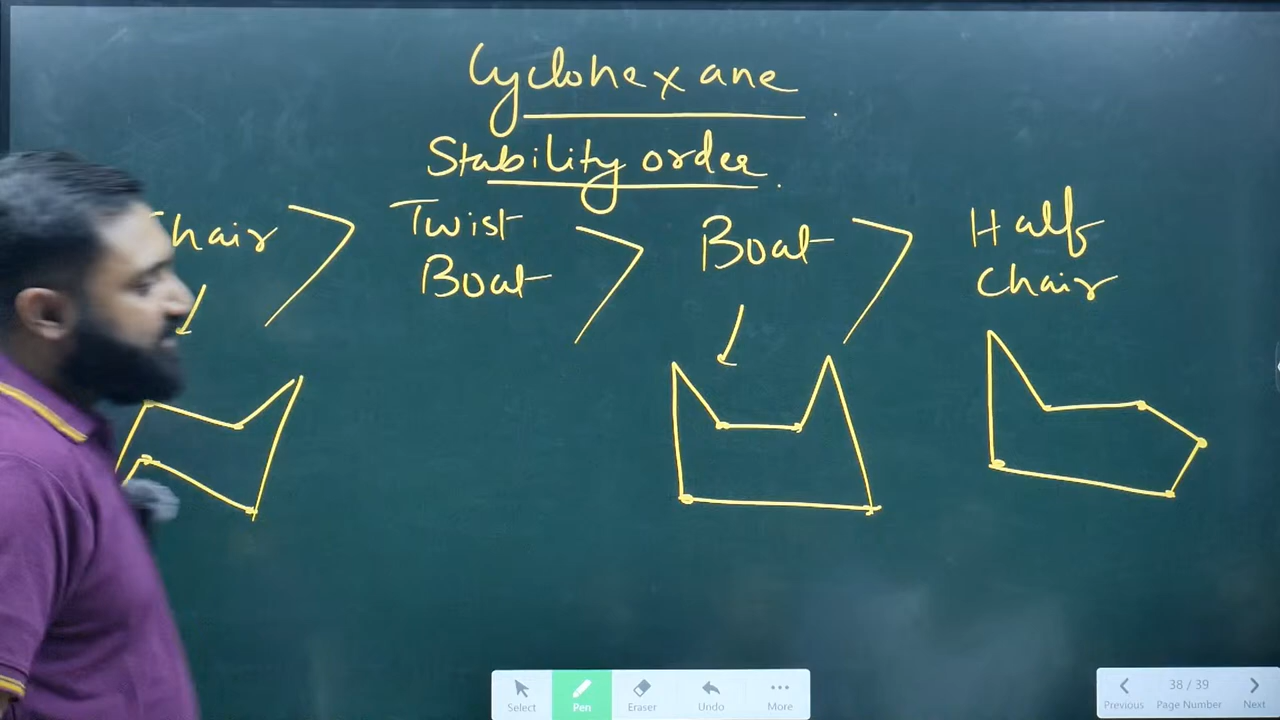 Cyclohexane
Stability order
Chair > Twist Boat > Boat > Half Chair
Select Pen Eraser Undo More
Previous 38 / 39 Page Number Next